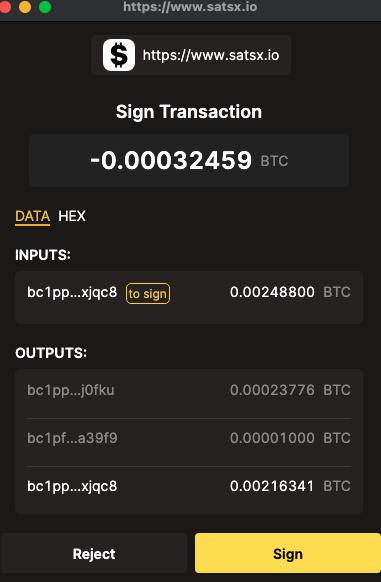 https://www.satsx.io
$ https://www.satsx.io
Sign Transaction
-0.00032459 BTC
DATA HEX
INPUTS:
bc1pp...xjqc8 to sign 0.00248800 BTC
OUTPUTS:
bc1pp...j0fku 0.00023776 BTC
bc1pf...a39f9 0.00001000 BTC
bc1pp...xjqc8 0.00216341 BTC
Reject Sign